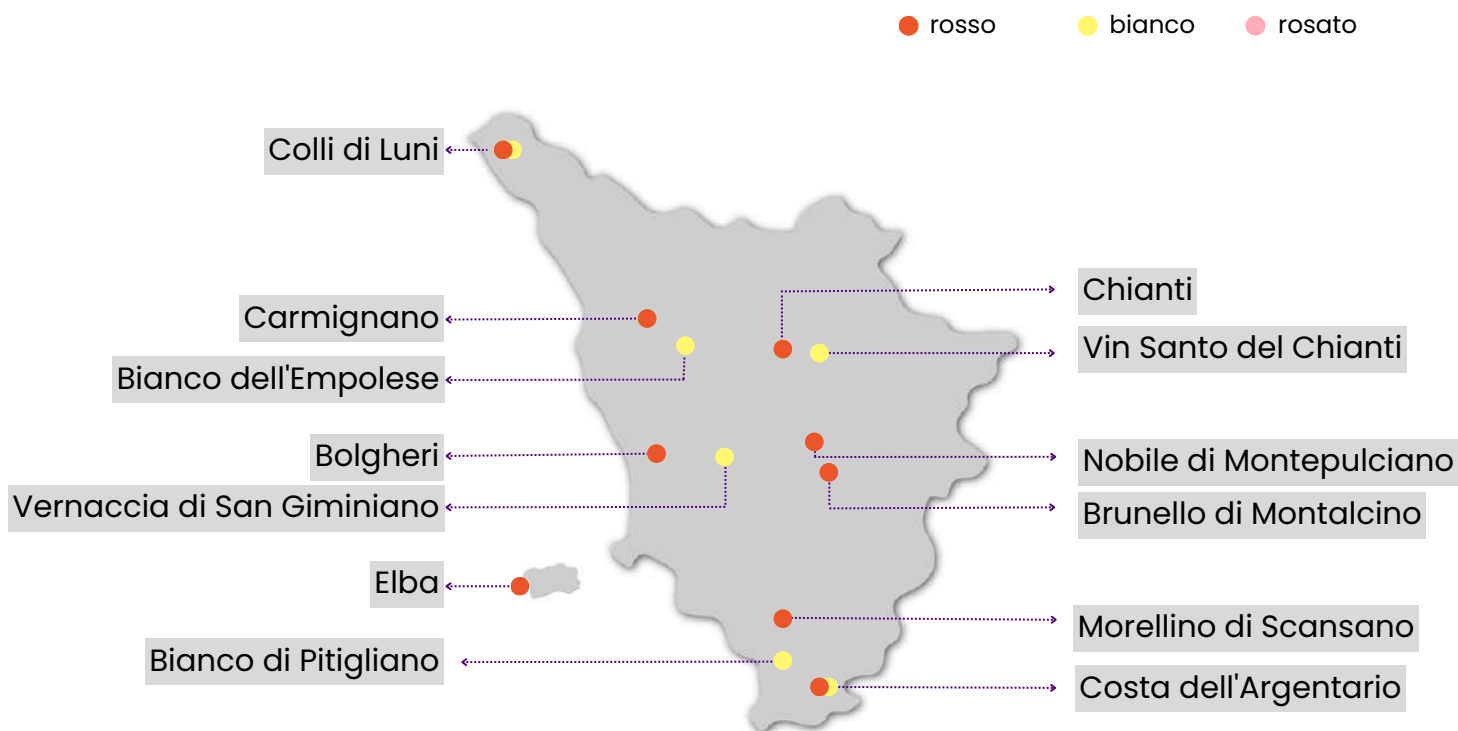 rosso
bianco
rosato
Colli di Luni
Carmignano
Bianco dell'Empolese
Bolgheri
Vernaccia di San Giminiano
Elba
Bianco di Pitigliano
Chianti
Vin Santo del Chianti
Nobile di Montepulciano
Brunello di Montalcino
Morellino di Scansano
Costa dell'Argentario